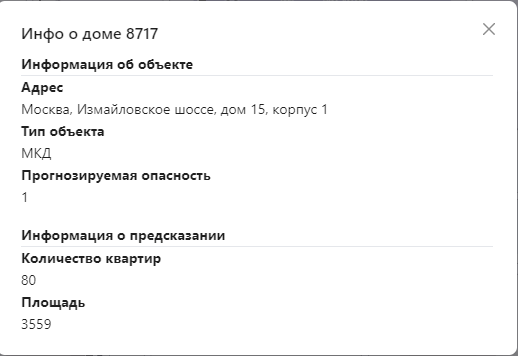 Инфо о доме 8717
Информация об объекте
Адрес
Москва, Измайловское шоссе, дом 15, корпус 1
Тип объекта
МКД
Прогнозируемая опасность
1
Информация о предсказании
Количество квартир
80
Площадь
3559